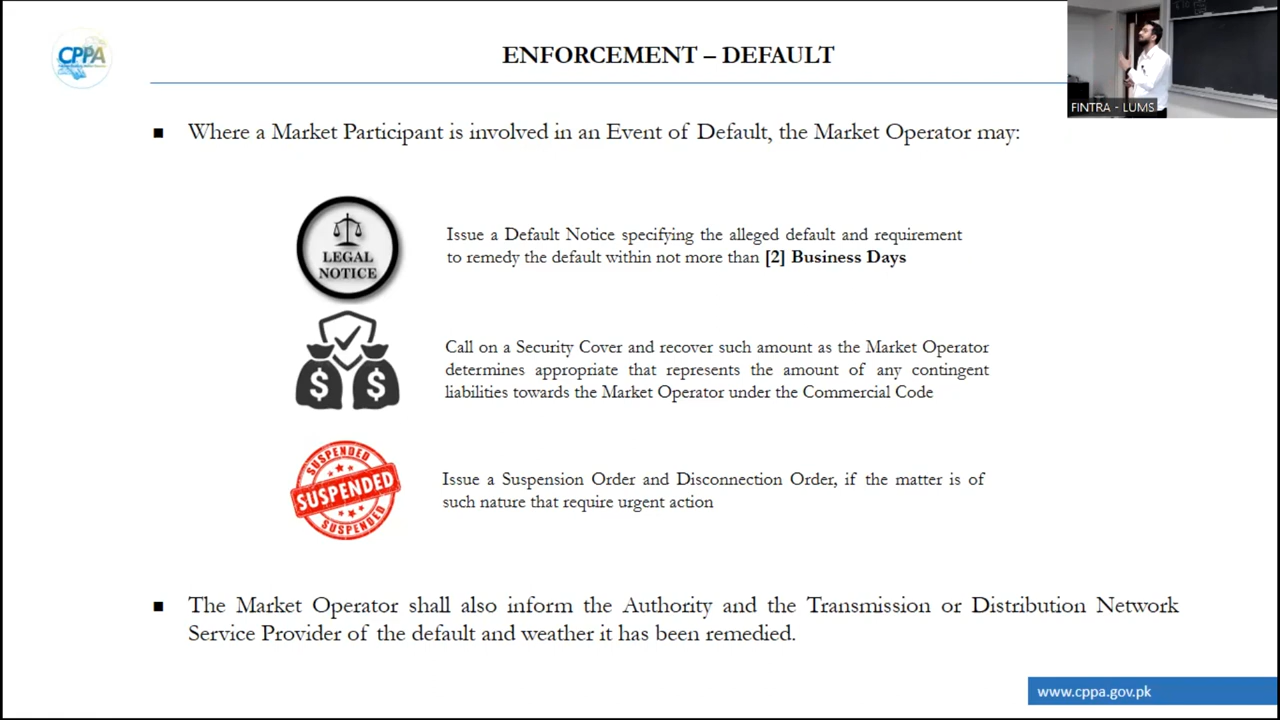 CPPA
ENFORCEMENT – DEFAULT
FINTRA - LUMS
■ Where a Market Participant is involved in an Event of Default, the Market Operator may:
LEGAL
NOTICE
Issue a Default Notice specifying the alleged default and requirement
to remedy the default within not more than [2] Business Days
$ $
Call on a Security Cover and recover such amount as the Market Operator
determines appropriate that represents the amount of any contingent
liabilities towards the Market Operator under the Commercial Code
SUSPENDED
SUSPENDED
SUSPENDED
Issue a Suspension Order and Disconnection Order, if the matter is of
such nature that require urgent action
■ The Market Operator shall also inform the Authority and the Transmission or Distribution Network
Service Provider of the default and weather it has been remedied.
www.cppa.gov.pk